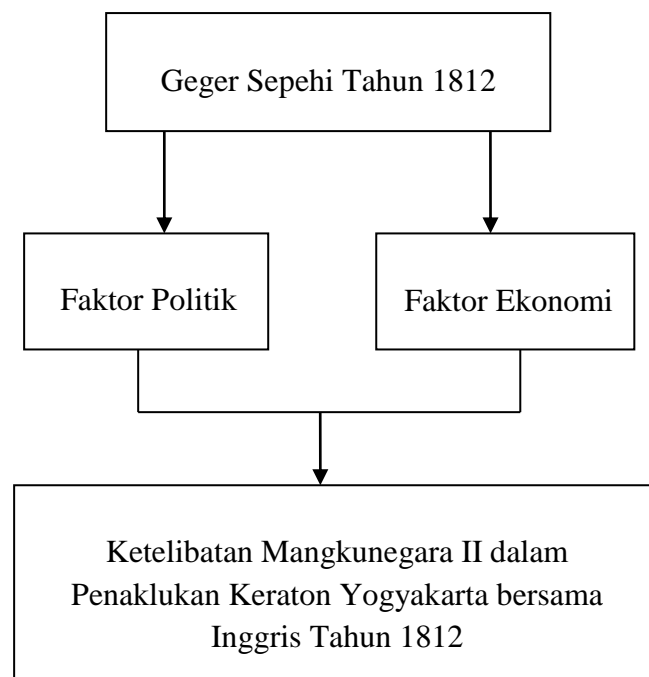 Geger Sepehi Tahun 1812
Faktor Politik
Faktor Ekonomi
Ketelibatan Mangkunegara II dalam
Penaklukan Keraton Yogyakarta bersama
Inggris Tahun 1812